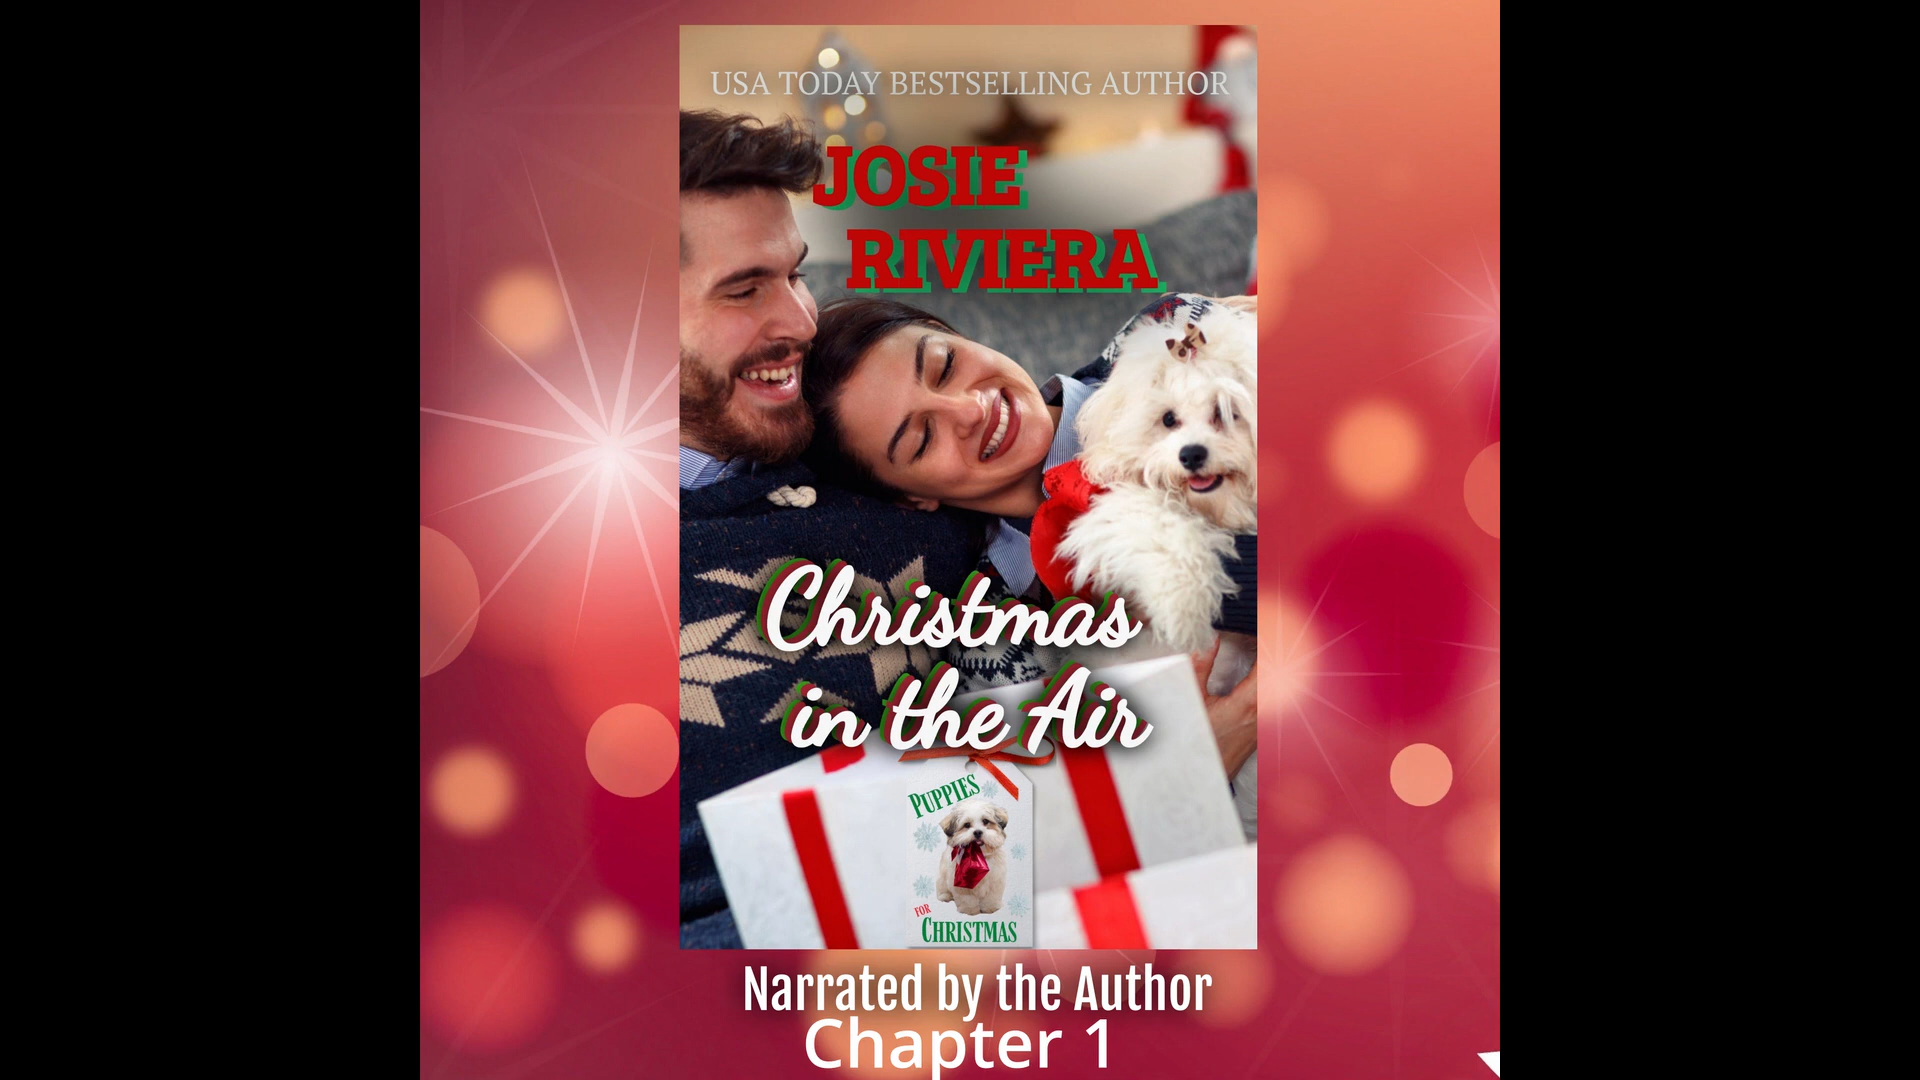 USA TODAY BESTSELLING AUTHOR
JOSIE
RIVIERA
Christmas
in the Air
PUPPIES
FOR
CHRISTMAS
Narrated by the Author
Chapter 1